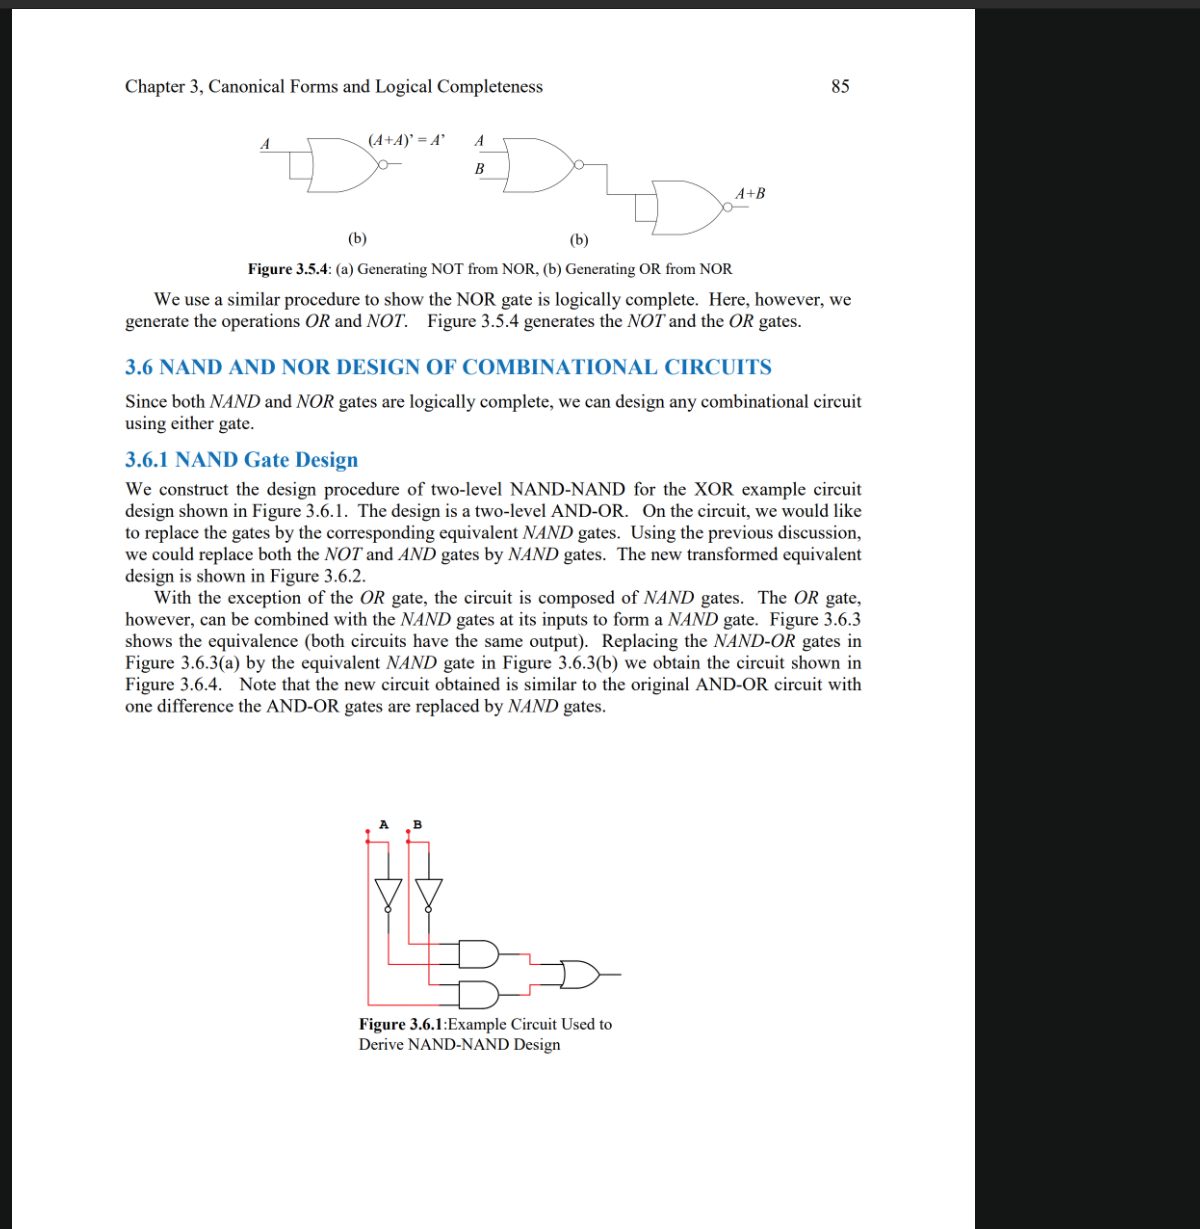 Chapter 3, Canonical Forms and Logical Completeness 85
A (A+A)’ = A’ A
B
A+B
(b) (b)
Figure 3.5.4: (a) Generating NOT from NOR, (b) Generating OR from NOR
We use a similar procedure to show the NOR gate is logically complete. Here, however, we
generate the operations OR and NOT. Figure 3.5.4 generates the NOT and the OR gates.
3.6 NAND AND NOR DESIGN OF COMBINATIONAL CIRCUITS
Since both NAND and NOR gates are logically complete, we can design any combinational circuit
using either gate.
3.6.1 NAND Gate Design
We construct the design procedure of two-level NAND-NAND for the XOR example circuit
design shown in Figure 3.6.1. The design is a two-level AND-OR. On the circuit, we would like
to replace the gates by the corresponding equivalent NAND gates. Using the previous discussion,
we could replace both the NOT and AND gates by NAND gates. The new transformed equivalent
design is shown in Figure 3.6.2.
With the exception of the OR gate, the circuit is composed of NAND gates. The OR gate,
however, can be combined with the NAND gates at its inputs to form a NAND gate. Figure 3.6.3
shows the equivalence (both circuits have the same output). Replacing the NAND-OR gates in
Figure 3.6.3(a) by the equivalent NAND gate in Figure 3.6.3(b) we obtain the circuit shown in
Figure 3.6.4. Note that the new circuit obtained is similar to the original AND-OR circuit with
one difference the AND-OR gates are replaced by NAND gates.
A B
Figure 3.6.1:Example Circuit Used to
Derive NAND-NAND Design